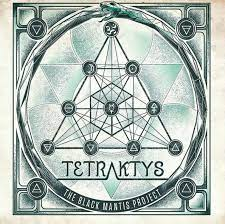 TETRAKTYS
THE BLACK MANTIS PROJECT